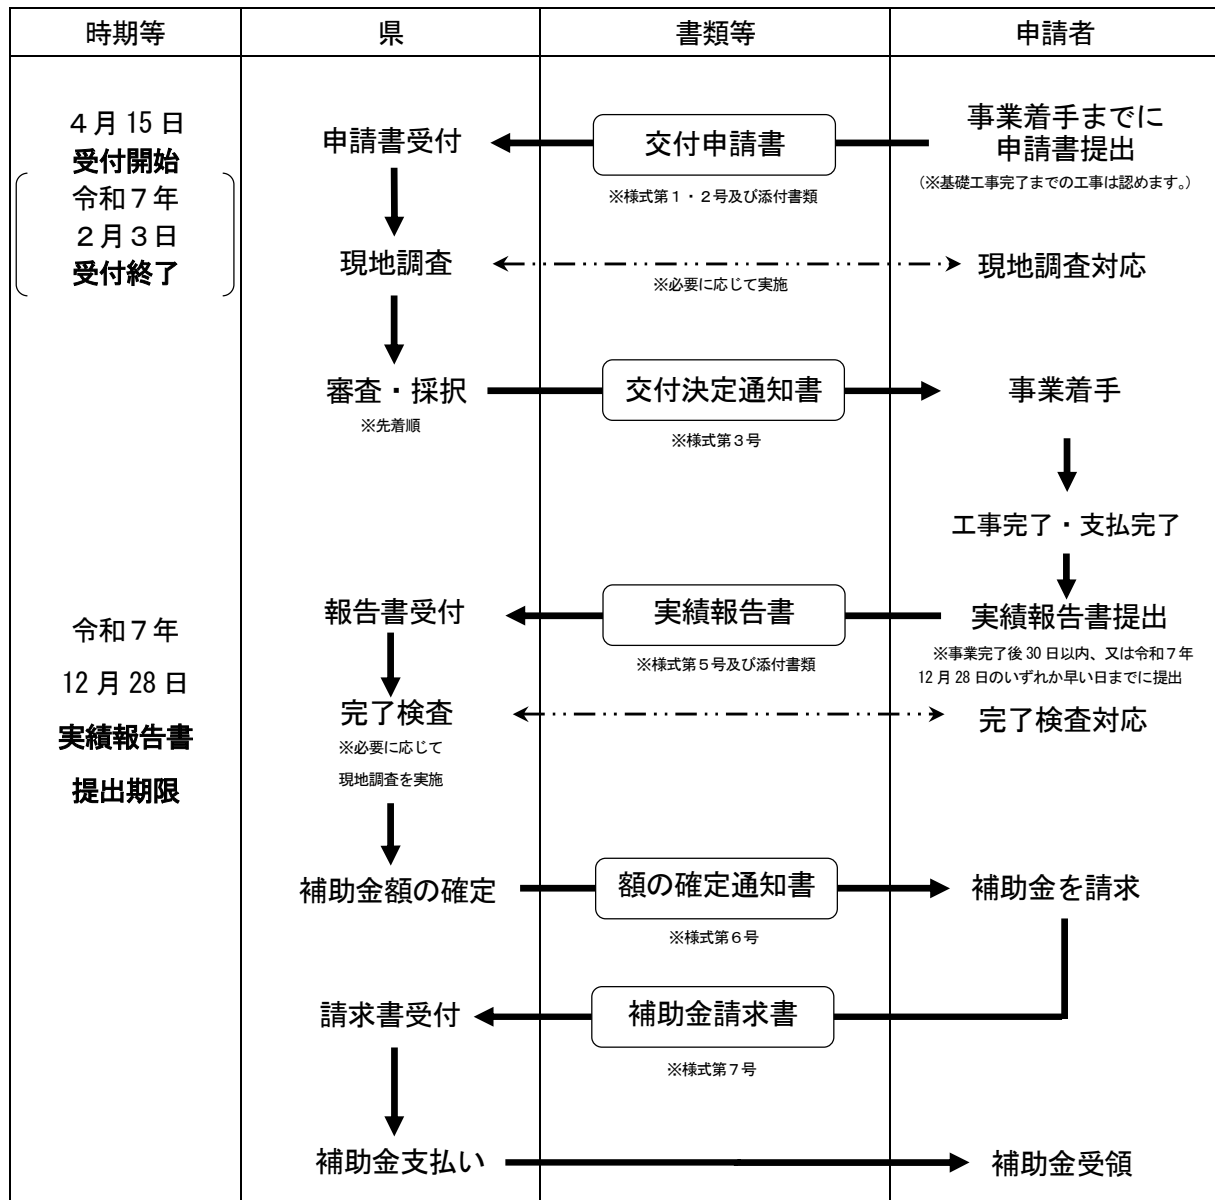 時期等
県
書類等
申請者
４月 15 日
受付開始
令和７年
２月３日
受付終了
申請書受付
交付申請書
※様式第１・２号及び添付書類
事業着手までに
申請書提出
（※基礎工事完了までの工事は認めます。）
現地調査
※必要に応じて実施
現地調査対応
審査・採択
※先着順
交付決定通知書
※様式第３号
事業着手
工事完了・支払完了
令和７年
12 月 28 日
実績報告書
提出期限
報告書受付
実績報告書
※様式第５号及び添付書類
実績報告書提出
※事業完了後 30 日以内、又は令和７年
12 月 28 日のいずれか早い日までに提出
完了検査
※必要に応じて
現地調査を実施
完了検査対応
補助金額の確定
額の確定通知書
※様式第６号
補助金を請求
請求書受付
補助金請求書
※様式第７号
補助金支払い
補助金受領